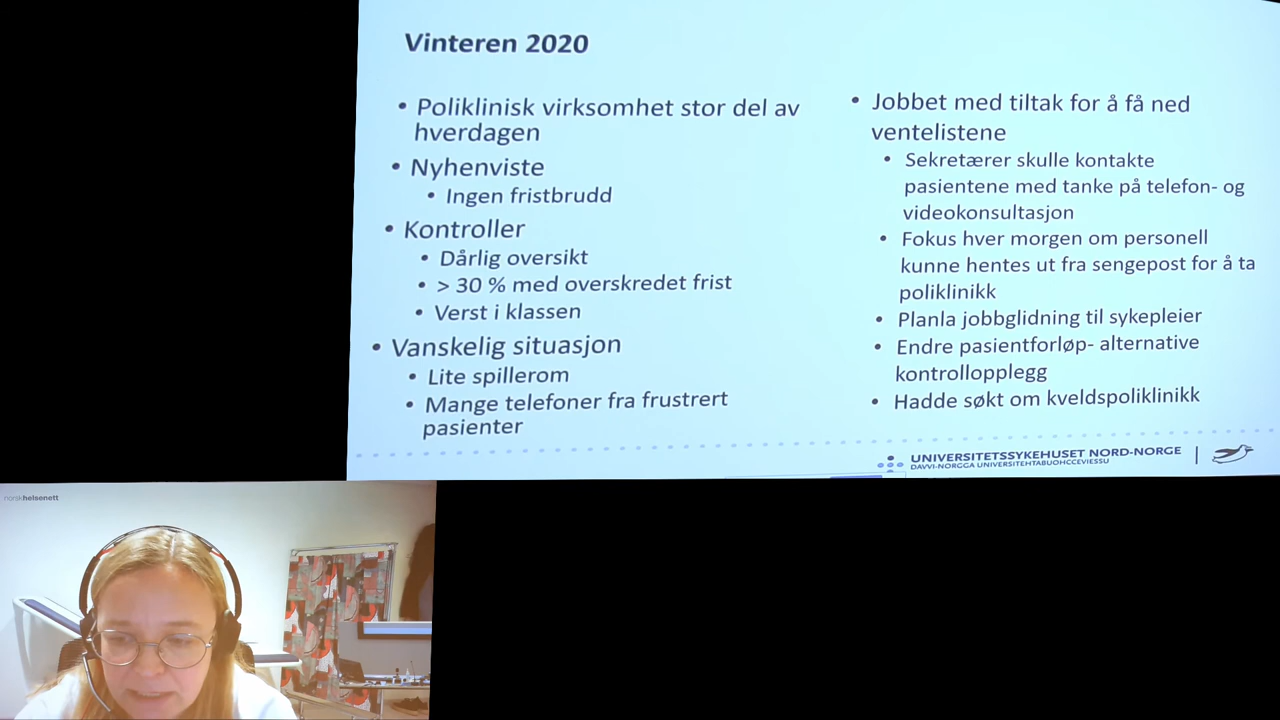 Vinteren 2020
• Poliklinisk virksomhet stor del av
hverdagen
• Nyhenviste
• Ingen fristbrudd
• Kontroller
• Dårlig oversikt
• > 30 % med overskredet frist
• Verst i klassen
• Vanskelig situasjon
• Lite spillerom
• Mange telefoner fra frustrert
pasienter
• Jobbet med tiltak for å få ned
ventelistene
• Sekretærer skulle kontakte
pasientene med tanke på telefon- og
videokonsultasjon
• Fokus hver morgen om personell
kunne hentes ut fra sengepost for å ta
poliklinikk
• Planla jobbglidning til sykepleier
• Endre pasientforløp- alternative
kontrollopplegg
• Hadde søkt om kveldspoliklinikk
UNIVERSITETSSYKEHUSET NORD-NORGE
DAVVI-NORGGA UNIVERSITEHTABUOHCCEVIESSU
norskhelsenett